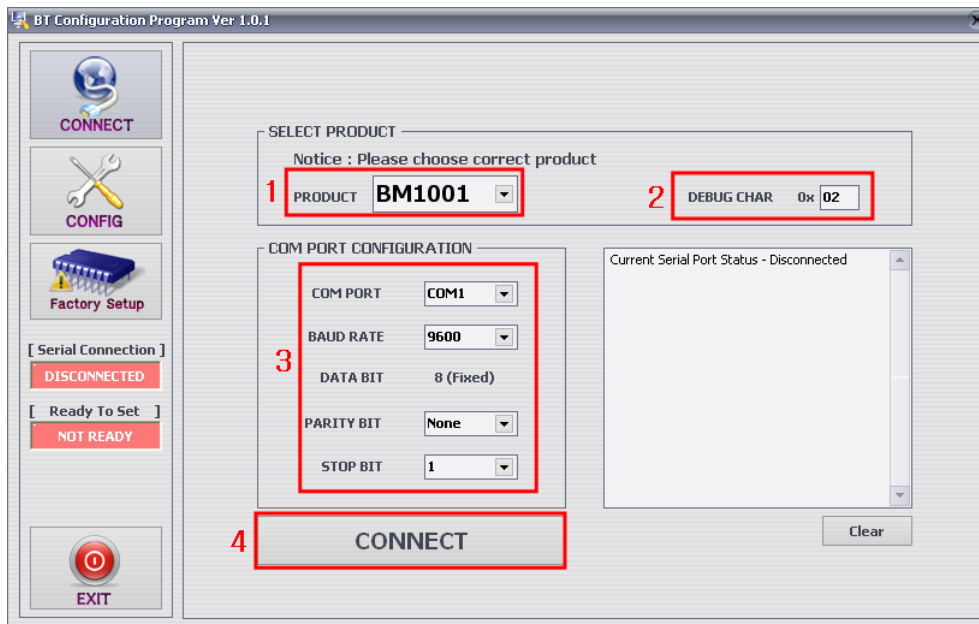 BT Configuration Program Ver 1.0.1
CONNECT
CONFIG
Factory Setup
[ Serial Connection ]
DISCONNECTED
[ Ready To Set ]
NOT READY
EXIT
SELECT PRODUCT
Notice : Please choose correct product
1 PRODUCT BM1001
2 DEBUG CHAR 0x 02
COM PORT CONFIGURATION
COM PORT COM1
BAUD RATE 9600
3
DATA BIT 8 (Fixed)
PARITY BIT None
STOP BIT 1
4 CONNECT
Current Serial Port Status - Disconnected
Clear